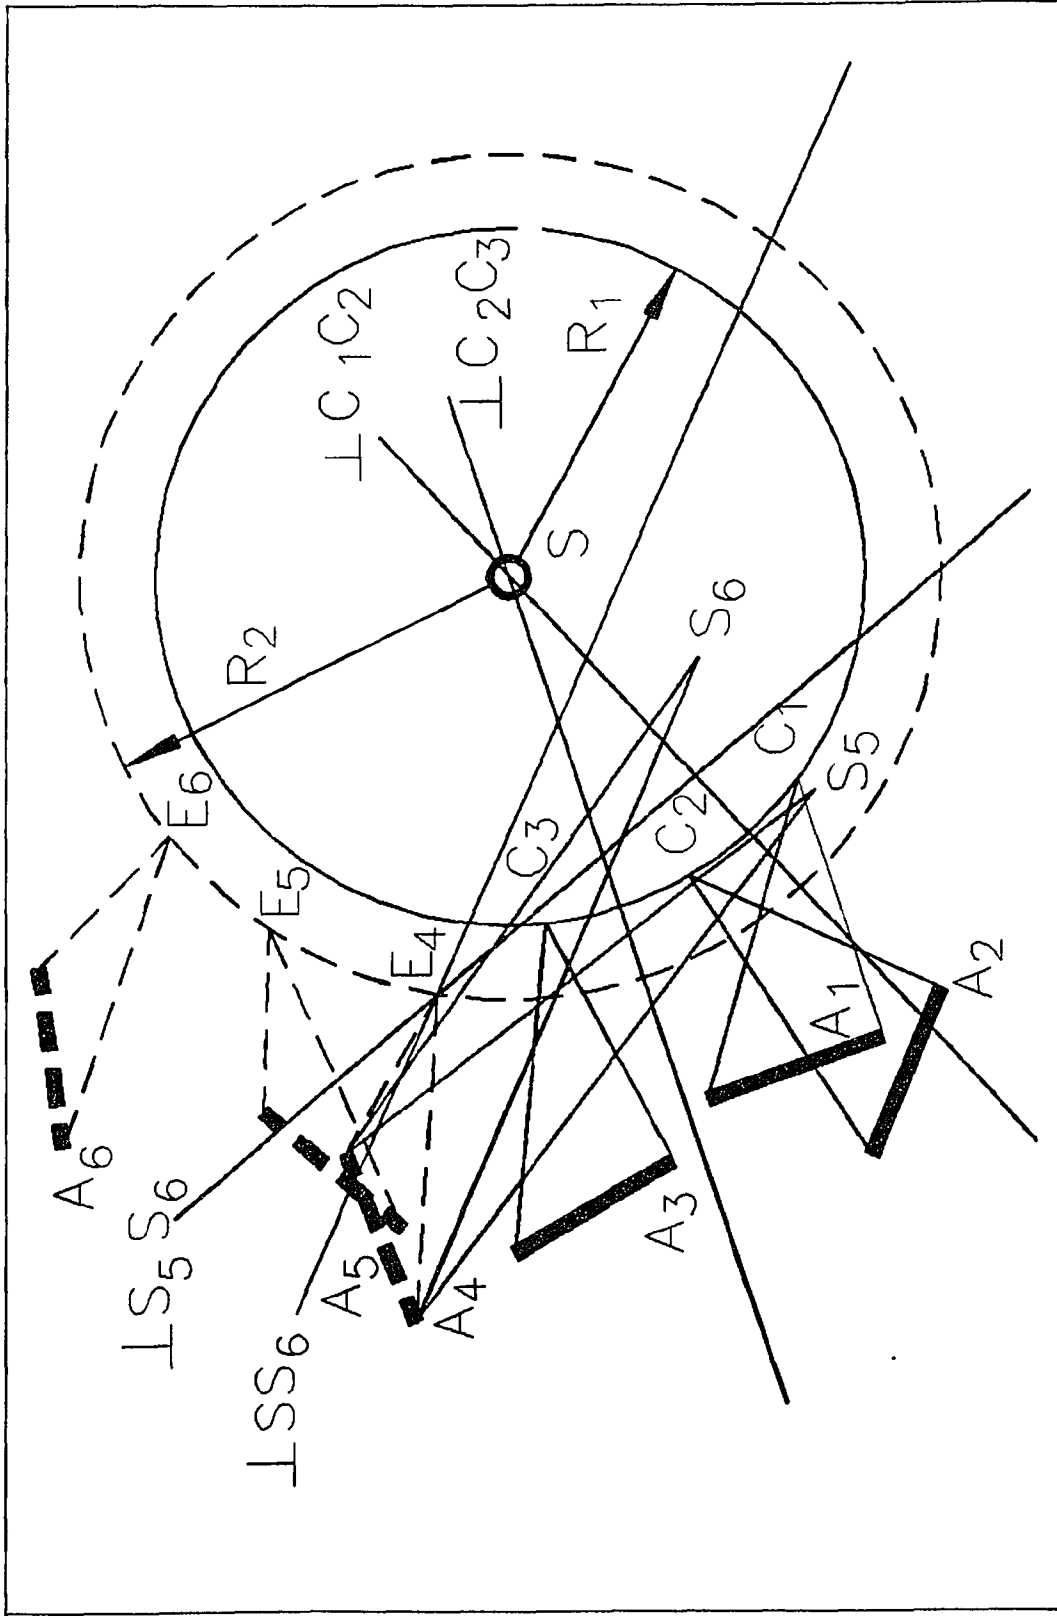 ⊥C₁C₂
⊥C₂C₃
R₁
S
R₂
S₆
C₁
S₅
E₆
C₂
C₃
E₅
E₄
A₂
A₁
A₆
A₃
⊥S₅S₆
A₅
A₄
⊥SS₆